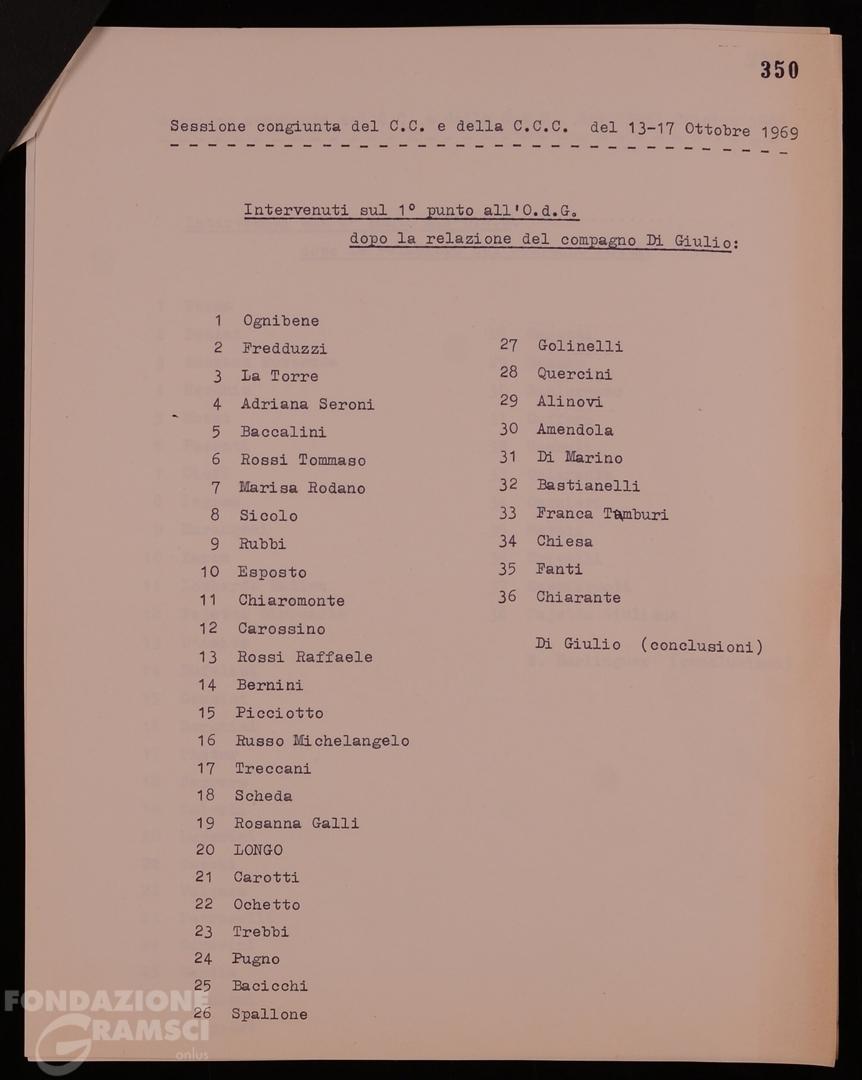 350
Sessione congiunta del C.C. e della C.C.C. del 13-17 Ottobre 1969
Intervenuti sul 1° punto all'O.d.G.
dopo la relazione del compagno Di Giulio:
1 Ognibene
2 Fredduzzi
3 La Torre
4 Adriana Seroni
5 Baccalini
6 Rossi Tommaso
7 Marisa Rodano
8 Sicolo
9 Rubbi
10 Esposto
11 Chiaromonte
12 Carossino
13 Rossi Raffaele
14 Bernini
15 Picciotto
16 Russo Michelangelo
17 Treccani
18 Scheda
19 Rosanna Galli
20 LONGO
21 Carotti
22 Ochetto
23 Trebbi
24 Pugno
25 Bacicchi
26 Spallone
27 Golinelli
28 Quercini
29 Alinovi
30 Amendola
31 Di Marino
32 Bastianelli
33 Franca Tamburi
34 Chiesa
35 Fanti
36 Chiarante
Di Giulio (conclusioni)
FONDAZIONE
GRAMSCI
onlus